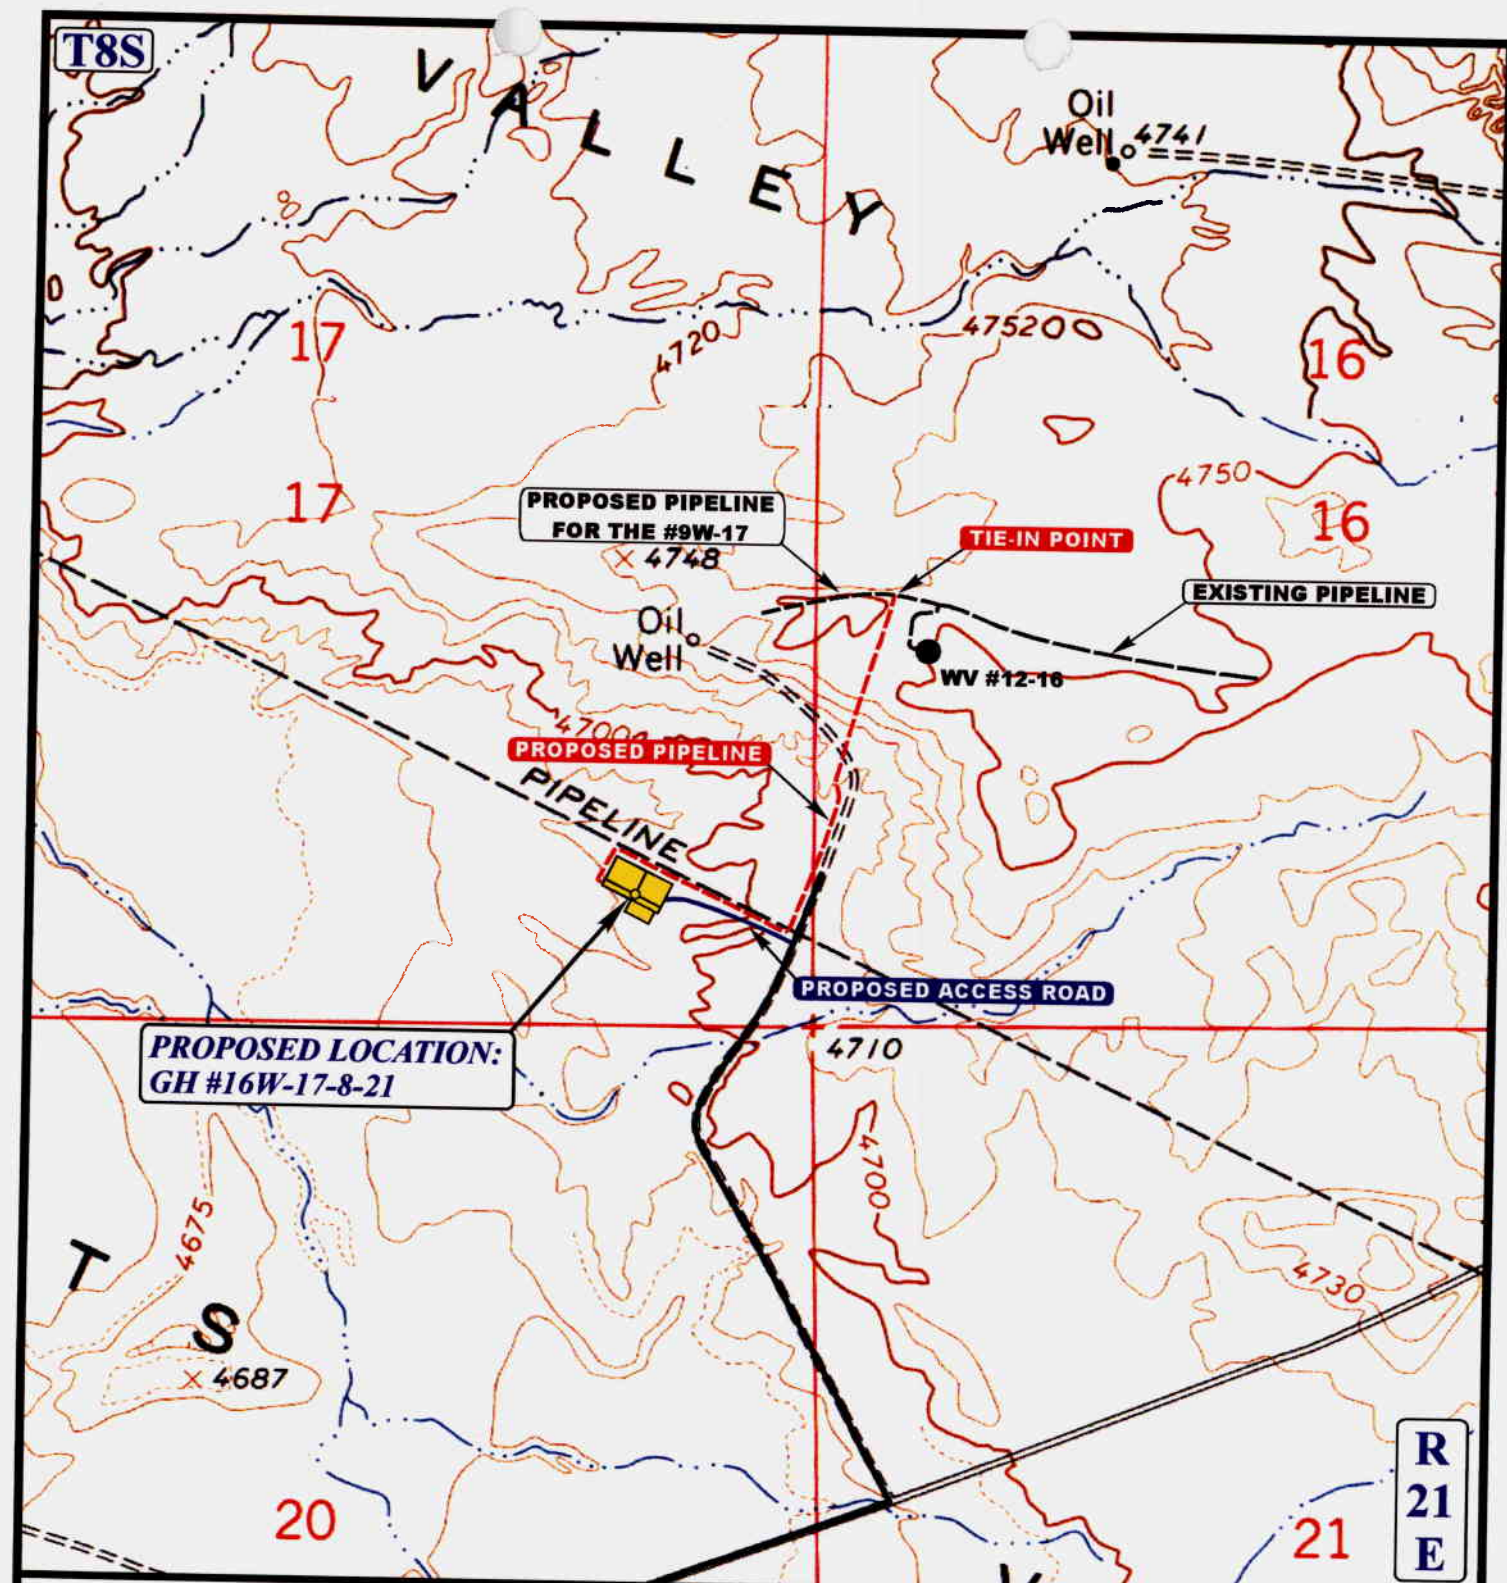 T8S
VALLEY
Oil
Well
4741
17
4720
475200
16
4750
17
PROPOSED PIPELINE
FOR THE #9W-17
4748
TIE-IN POINT
16
EXISTING PIPELINE
Oil
Well
WV #12-16
4700
PROPOSED PIPELINE
PIPELINE
PROPOSED ACCESS ROAD
PROPOSED LOCATION:
GH #16W-17-8-21
4710
4700
4675
T
S
4687
4730
20
21
R
21
E